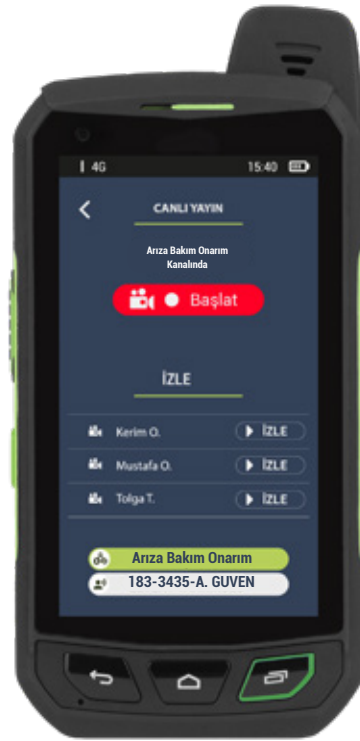 4G
15:40
CANLI YAYIN
Arıza Bakım Onarım
Kanalında
Başlat
İZLE
Kerim O.
İZLE
Mustafa O.
İZLE
Tolga T.
İZLE
Arıza Bakım Onarım
183-3435-A. GUVEN